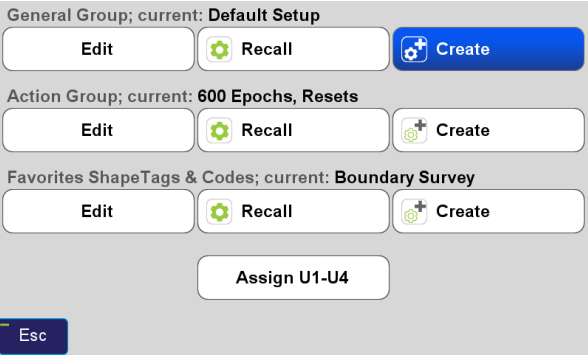 General Group; current: Default Setup
Edit Recall Create
Action Group; current: 600 Epochs, Resets
Edit Recall Create
Favorites ShapeTags & Codes; current: Boundary Survey
Edit Recall Create
Assign U1-U4
Esc